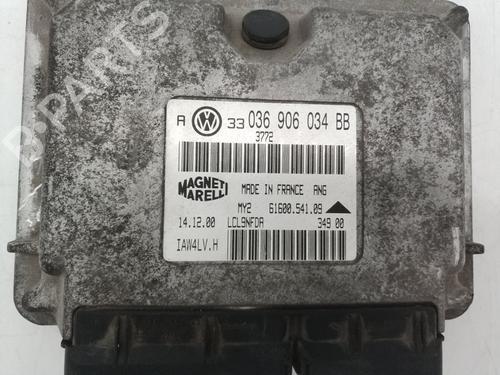 B-PARTS
A VW 33 036 906 034 BB
3772
MAGNETI MARELLI
MADE IN FRANCE ANG
MY2 61600.541.09
14.12.00 LCL9NFDA 349 00
IAW4LV.H